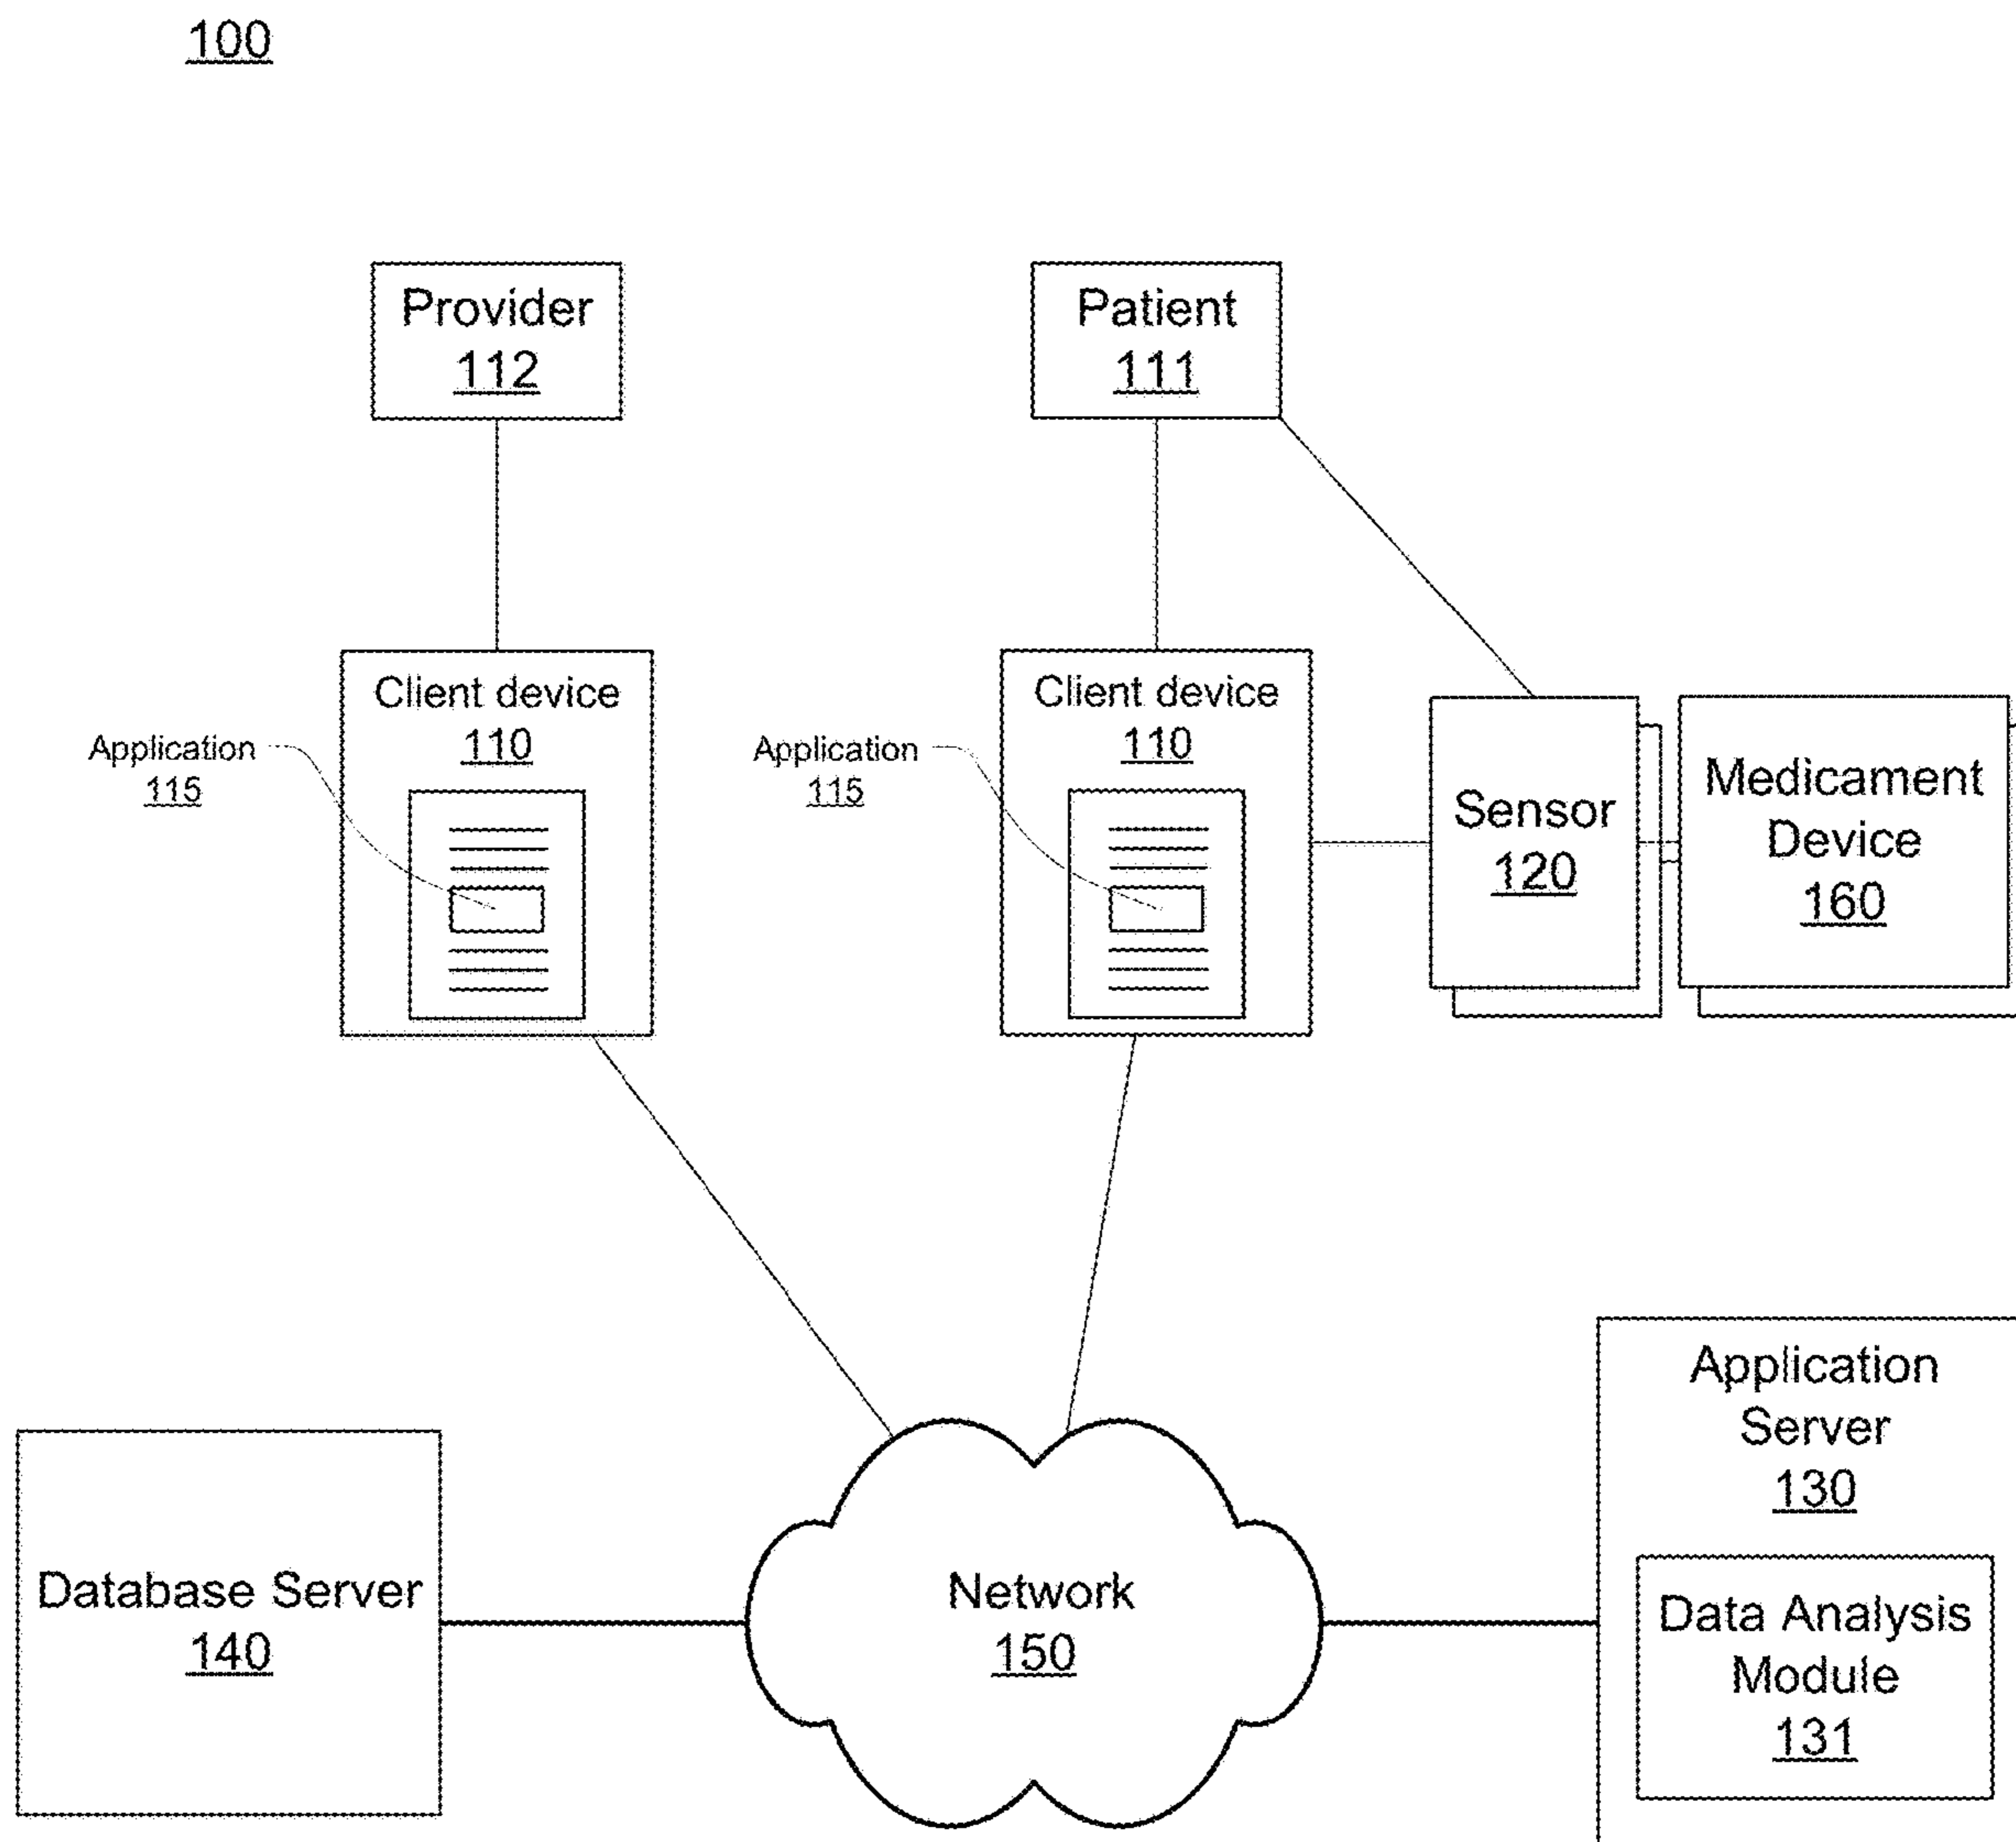 100
Provider
112
Patient
111
Client device
110
Application
115
Client device
110
Application
115
Sensor
120
Medicament
Device
160
Database Server
140
Network
150
Application
Server
130
Data Analysis
Module
131